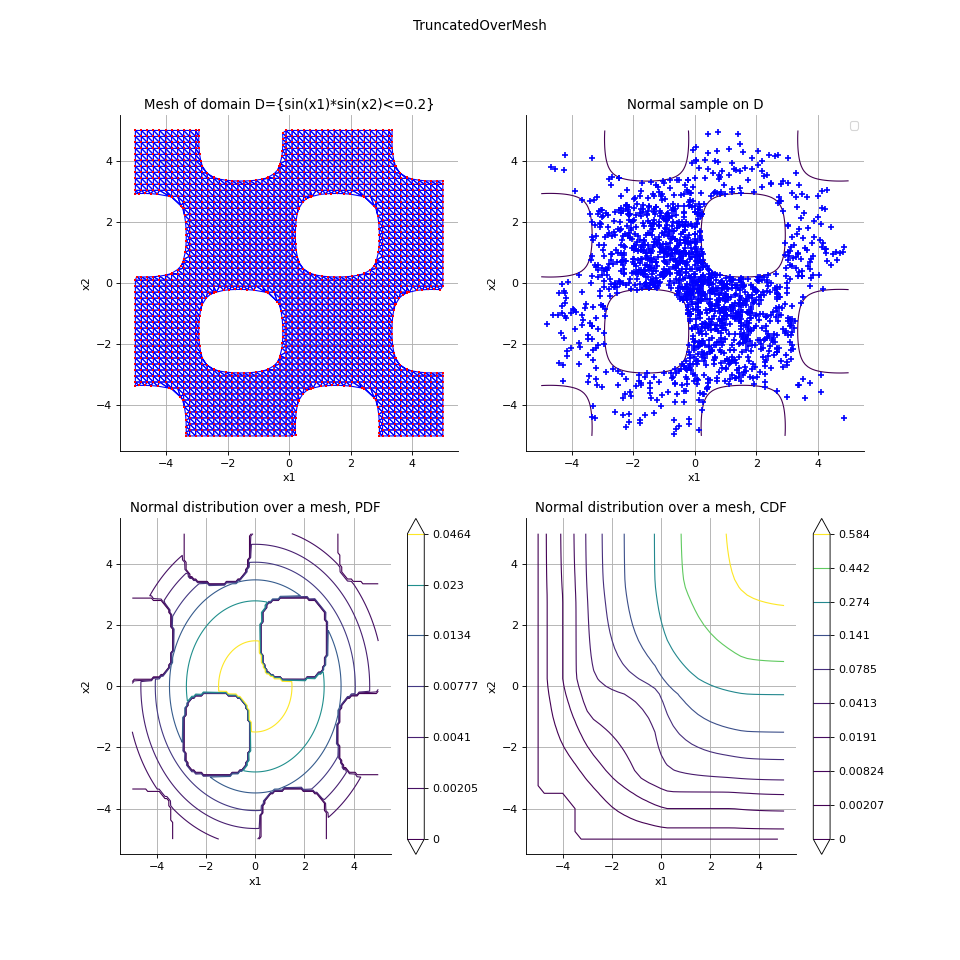 TruncatedOverMesh
Mesh of domain D={sin(x1)*sin(x2)<=0.2}
4
2
0
−2
−4
x2
−4 −2 0 2 4
x1
Normal sample on D
4
2
0
−2
−4
x2
−4 −2 0 2 4
x1
Normal distribution over a mesh, PDF
4
2
0
−2
−4
x2
−4 −2 0 2 4
x1
0.0464
0.023
0.0134
0.00777
0.0041
0.00205
0
Normal distribution over a mesh, CDF
4
2
0
−2
−4
x2
−4 −2 0 2 4
x1
0.584
0.442
0.274
0.141
0.0785
0.0413
0.0191
0.00824
0.00207
0